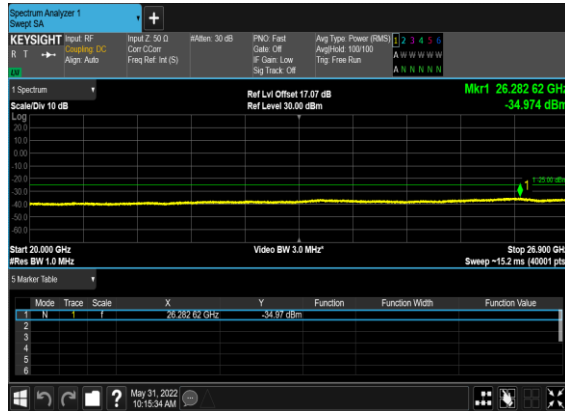 Spectrum Analyzer 1
Swept SA
+
KEYSIGHT
R T
LW
Input: RF
Coupling: DC
Align: Auto
Input Z: 50 Ω
Corr CCorr
Freq Ref: Int (S)
#Atten: 30 dB
PNO: Fast
Gate: Off
IF Gain: Low
Sig Track: Off
Avg Type: Power (RMS)
Avg|Hold: 100/100
Trig: Free Run
1 2 3 4 5 6
A W W W W W
A N N N N N
1 Spectrum
Scale/Div 10 dB
Log
Ref Lvl Offset 17.07 dB
Ref Level 30.00 dBm
Mkr1 26.282 62 GHz
-34.974 dBm
20.0
10.0
0.00
-10.0
-20.0
-30.0
-40.0
-50.0
-60.0
1
1 -25.00 dBm
Start 20.000 GHz
#Res BW 1.0 MHz
Video BW 3.0 MHz*
Stop 26.900 GHz
Sweep ~15.2 ms (40001 pts)
5 Marker Table
Mode Trace Scale X Y Function Function Width Function Value
1 N 1 f 26.282 62 GHz -34.97 dBm
2
3
4
5
6
?
May 31, 2022
10:15:34 AM